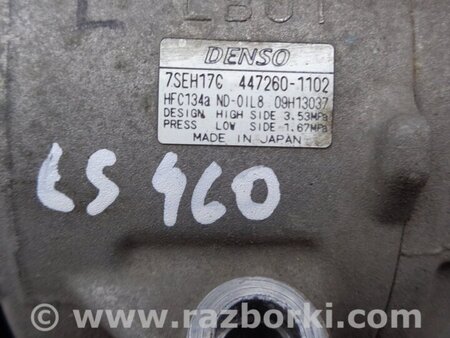 DENSO
7SEH17C 447260-1102
HFC134a ND-OIL8 09H13037
DESIGN HIGH SIDE 3.53MPa
PRESS LOW SIDE 1.67MPa
MADE IN JAPAN
LS 460
© www.razborki.com